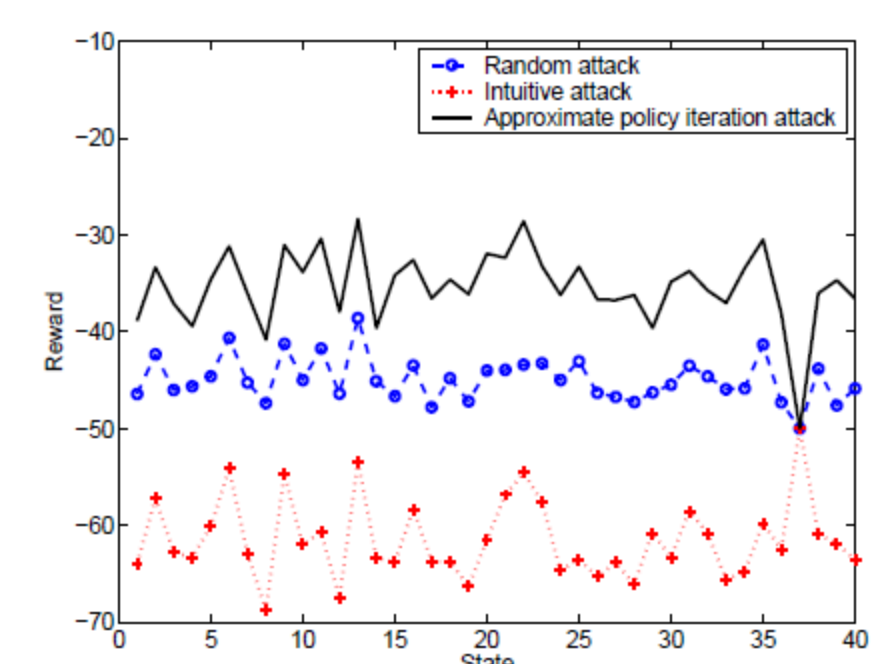 −10
−20
−30
−40
−50
−60
−70
Reward
Random attack
Intuitive attack
Approximate policy iteration attack
0 5 10 15 20 25 30 35 40
State